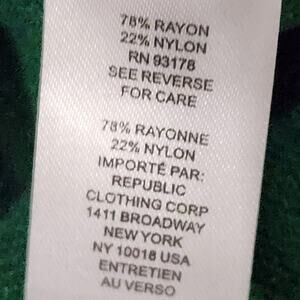 78% RAYON
22% NYLON
RN 93178
SEE REVERSE
FOR CARE
78% RAYONNE
22% NYLON
IMPORTÉ PAR:
REPUBLIC
CLOTHING CORP
1411 BROADWAY
NEW YORK
NY 10018 USA
ENTRETIEN
AU VERSO